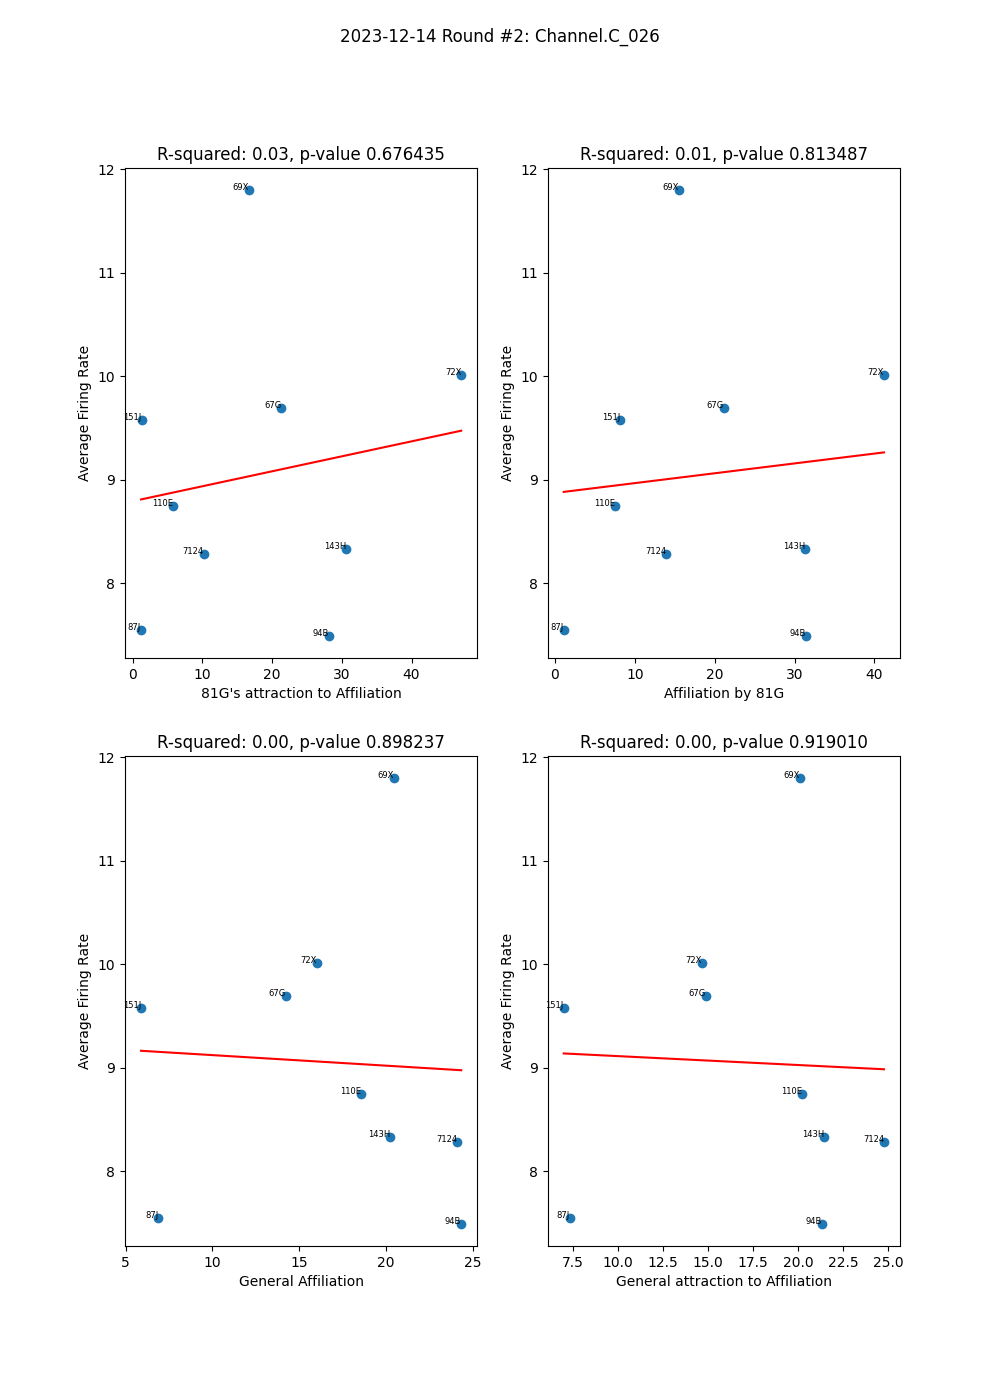 2023-12-14 Round #2: Channel.C_026
R-squared: 0.03, p-value 0.676435
12
11
10
9
8
Average Firing Rate
69X
72X
67G
151J
110E
7124
143H
87J
94B
0 10 20 30 40
81G's attraction to Affiliation
R-squared: 0.01, p-value 0.813487
12
11
10
9
8
Average Firing Rate
69X
72X
67G
151J
110E
7124
143H
87J
94B
0 10 20 30 40
Affiliation by 81G
R-squared: 0.00, p-value 0.898237
12
11
10
9
8
Average Firing Rate
69X
72X
67G
151J
110E
143H
7124
87J
94B
5 10 15 20 25
General Affiliation
R-squared: 0.00, p-value 0.919010
12
11
10
9
8
Average Firing Rate
69X
72X
67G
151J
110E
143H
7124
87J
94B
7.5 10.0 12.5 15.0 17.5 20.0 22.5 25.0
General attraction to Affiliation